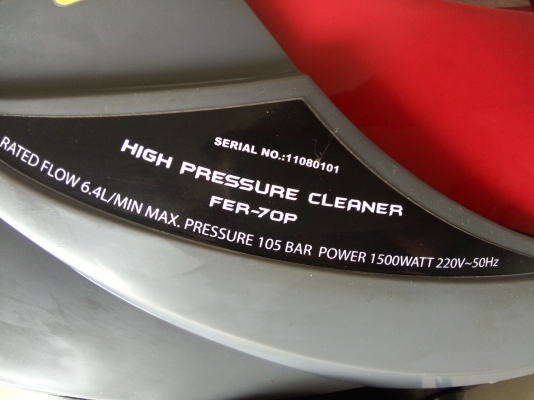 SERIAL NO.:11080101
HIGH PRESSURE CLEANER
FER-70P
RATED FLOW 6.4L/MIN MAX. PRESSURE 105 BAR POWER 1500WATT 220V~50Hz